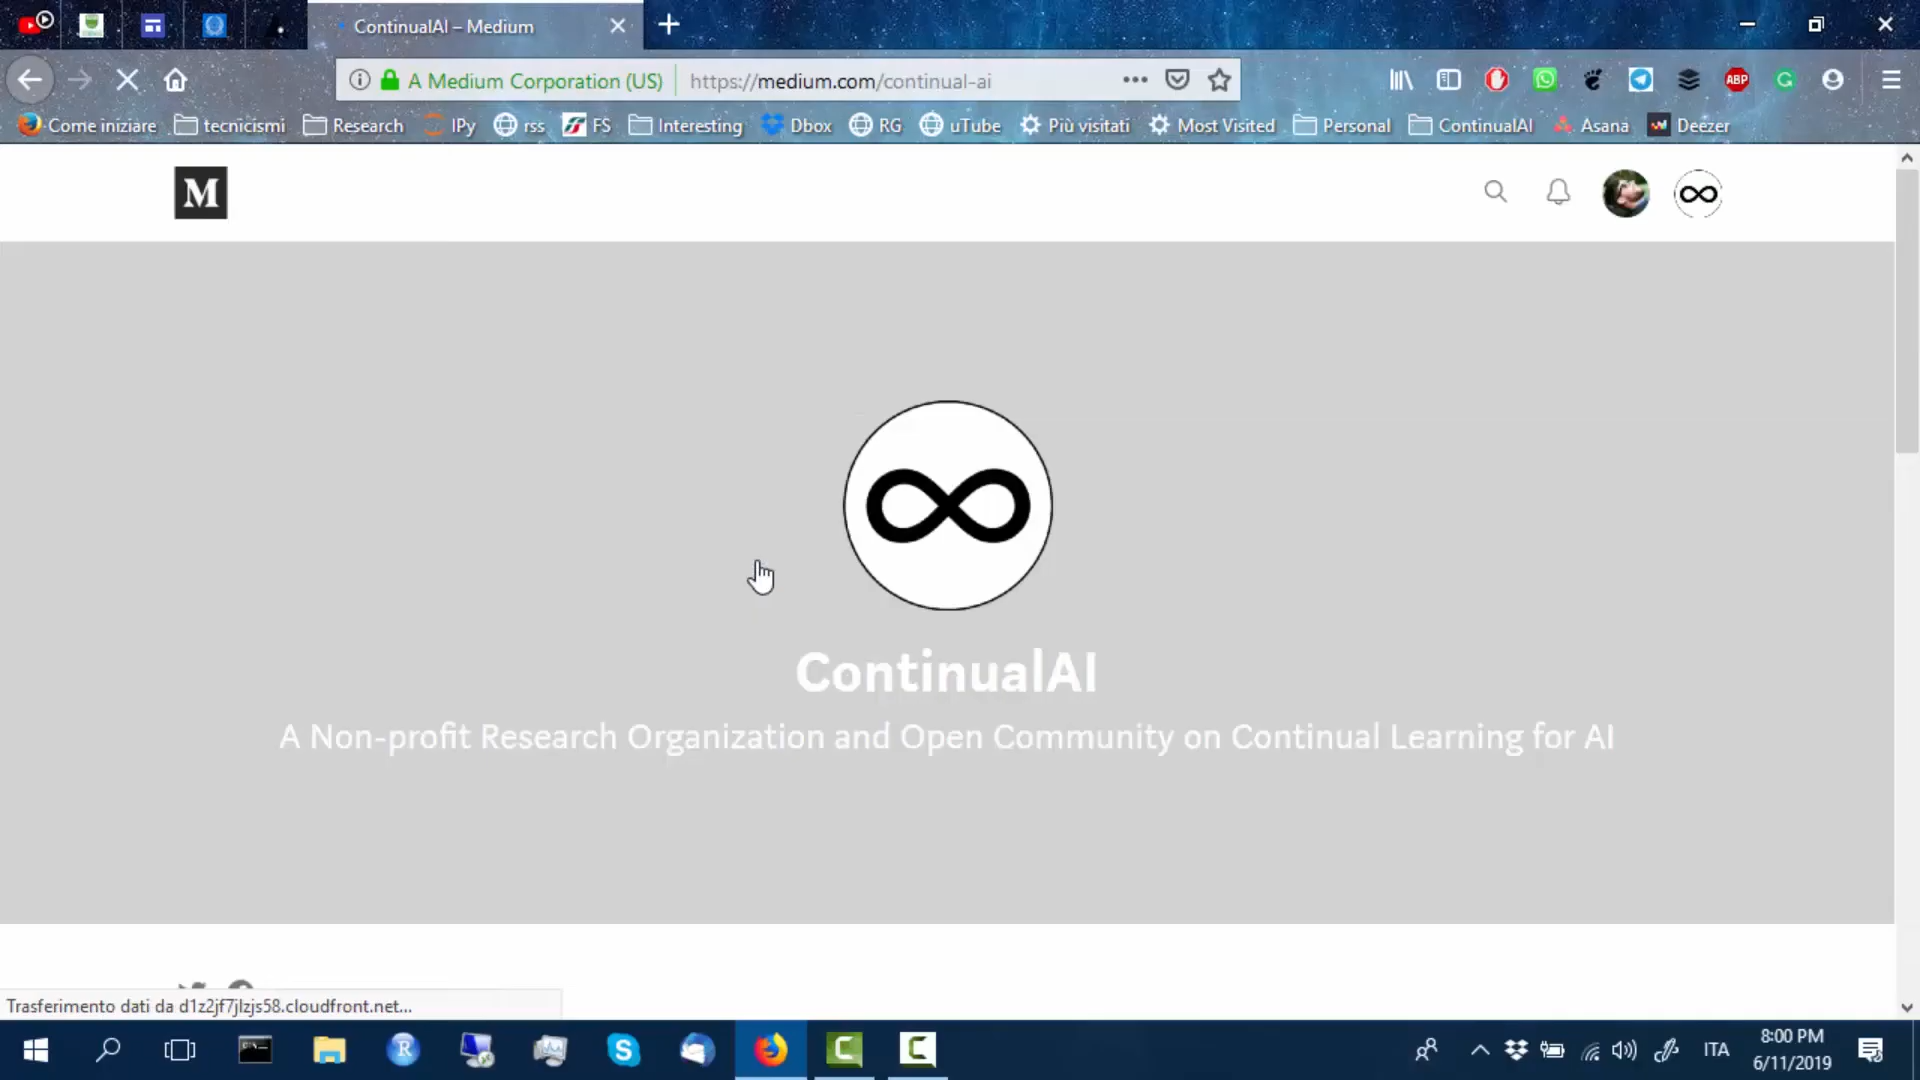 ContinualAI – Medium
A Medium Corporation (US) https://medium.com/continual-ai
ABP
Come iniziare tecnicismi Research IPy rss FS Interesting Dbox RG uTube Più visitati Most Visited Personal ContinualAI Asana Deezer
M
ContinualAI
A Non-profit Research Organization and Open Community on Continual Learning for AI
Trasferimento dati da d1z2jf7jlzjs58.cloudfront.net...
ITA
8:00 PM
6/11/2019